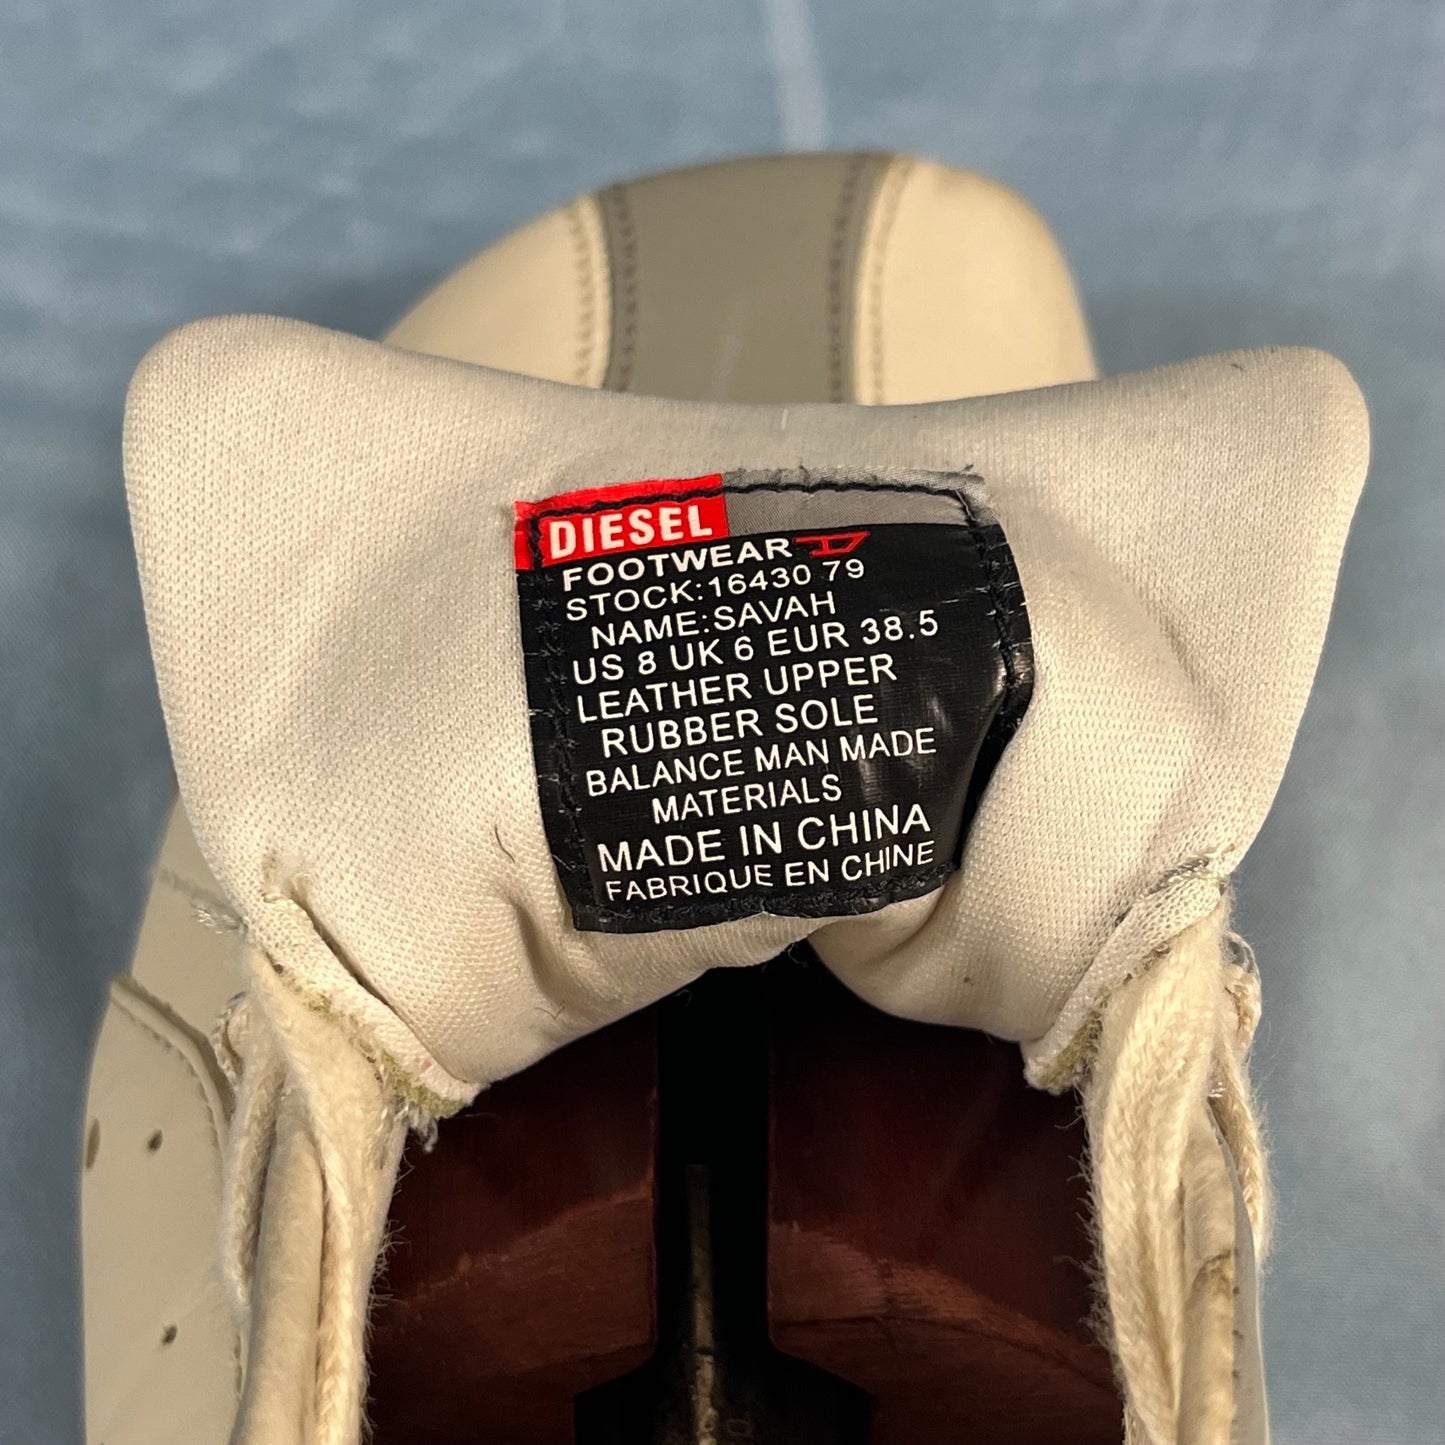 DIESEL
FOOTWEAR
STOCK:16430 79
NAME:SAVAH
US 8 UK 6 EUR 38.5
LEATHER UPPER
RUBBER SOLE
BALANCE MAN MADE
MATERIALS
MADE IN CHINA
FABRIQUE EN CHINE